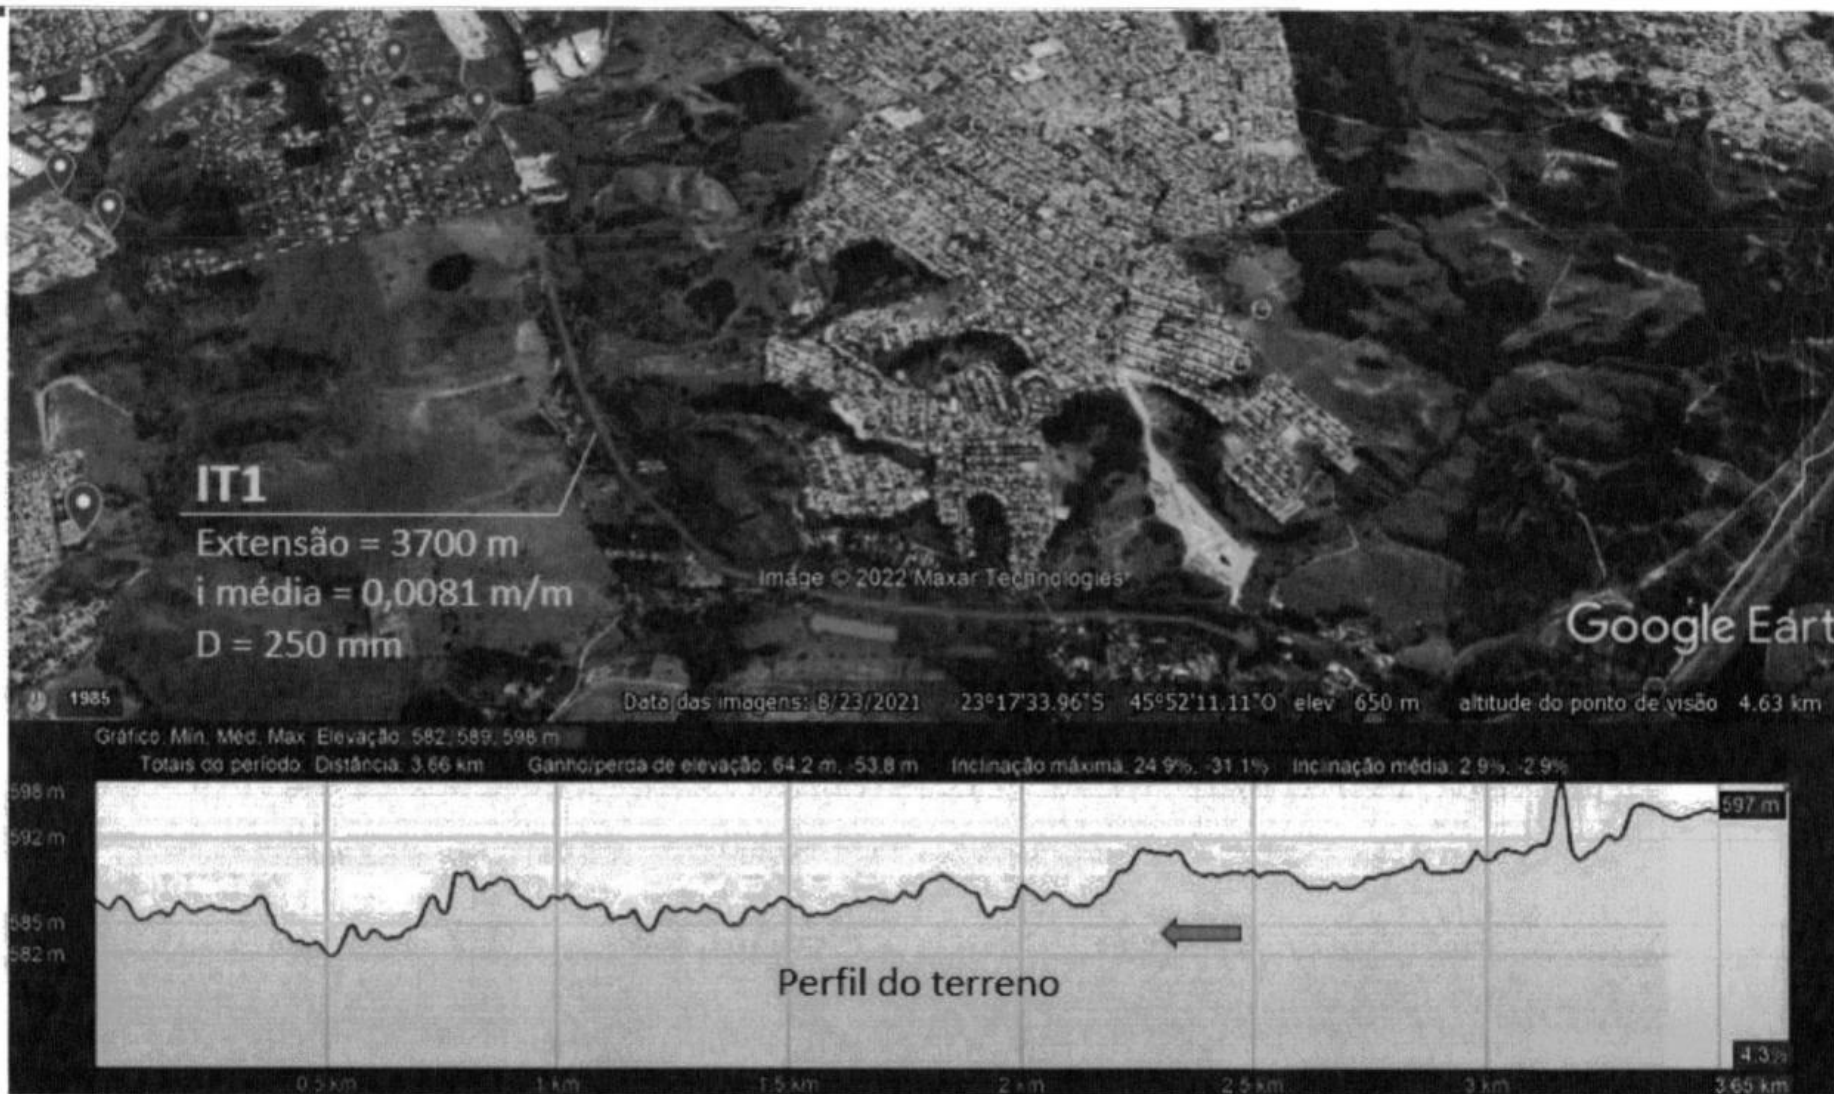 IT1
Extensão = 3700 m
i média = 0,0081 m/m
D = 250 mm
Image © 2022 Maxar Technologies
Google Eart
1985
Data das imagens: 8/23/2021 23°17'33.96"S 45°52'11.11"O elev 650 m altitude do ponto de visão 4.63 km
Gráfico: Min, Méd, Max Elevação: 582, 589, 598 m
Totais do período: Distância: 3.66 km Ganho/perda de elevação: 64.2 m, -53.8 m Inclinação máxima: 24.9%, -31.1% Inclinação média: 2.9%, -2.9%
598 m
597 m
592 m
585 m
582 m
Perfil do terreno
0.5 km 1 km 1.5 km 2 km 2.5 km 3 km 3.65 km